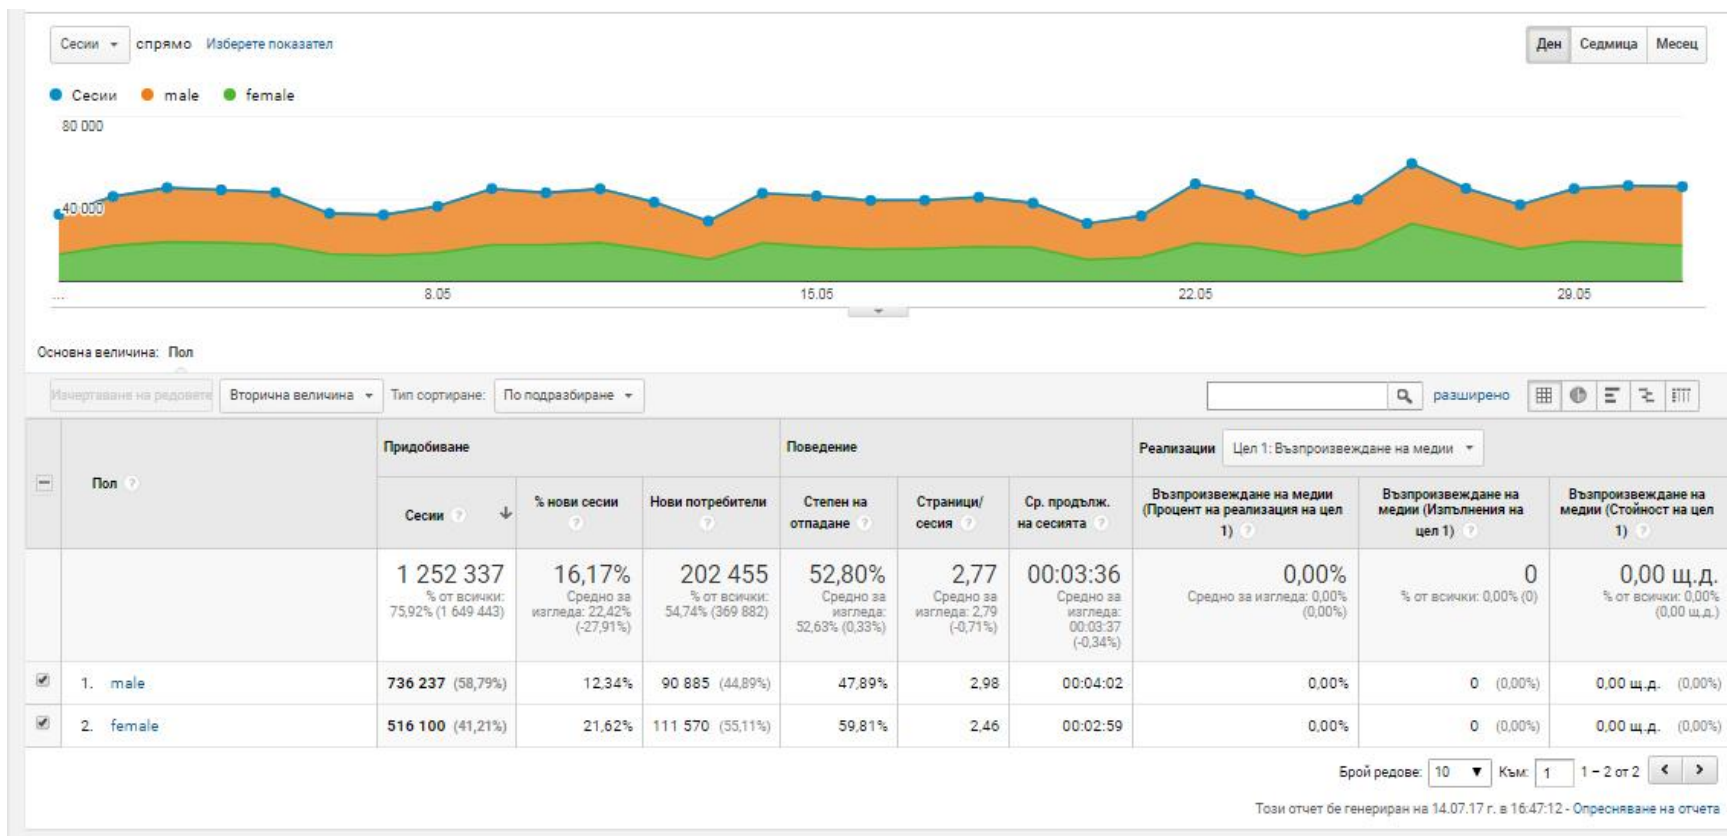 Сесии спрямо Изберете показател
Ден Седмица Месец
Сесии male female
80 000
40 000
... 8.05 15.05 22.05 29.05
Основна величина: Пол
Изчертаване на редовете Вторична величина Тип сортиране: По подразбиране разширено
Пол ?
Придобиване
Поведение
Реализации Цел 1: Възпроизвеждане на медии
Сесии ?
% нови сесии
?
Нови потребители
?
Степен на
отпадане ?
Страници/
сесия ?
Ср. продълж.
на сесията ?
Възпроизвеждане на медии
(Процент на реализация на цел
1) ?
Възпроизвеждане на
медии (Изпълнения на
цел 1) ?
Възпроизвеждане на
медии (Стойност на цел
1) ?
1 252 337
% от всички:
75,92% (1 649 443)
16,17%
Средно за
изгледа: 22,42%
(-27,91%)
202 455
% от всички:
54,74% (369 882)
52,80%
Средно за
изгледа:
52,63% (0,33%)
2,77
Средно за
изгледа: 2,79
(-0,71%)
00:03:36
Средно за
изгледа:
00:03:37
(-0,34%)
0,00%
Средно за изгледа: 0,00%
(0,00%)
0
% от всички: 0,00% (0)
0,00 щ.д.
% от всички: 0,00%
(0,00 щ.д.)
1. male 736 237 (58,79%) 12,34% 90 885 (44,89%) 47,89% 2,98 00:04:02 0,00% 0 (0,00%) 0,00 щ.д. (0,00%)
2. female 516 100 (41,21%) 21,62% 111 570 (55,11%) 59,81% 2,46 00:02:59 0,00% 0 (0,00%) 0,00 щ.д. (0,00%)
Брой редове: 10 Към: 1 1 – 2 от 2
Този отчет бе генериран на 14.07.17 г. в 16:47:12 - Опресняване на отчета